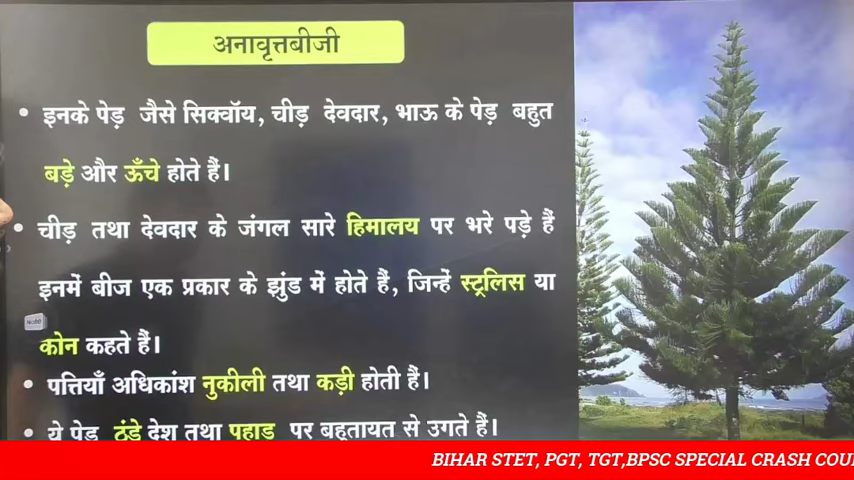 अनावृत्तबीजी
• इनके पेड़ जैसे सिक्वॉय, चीड़ देवदार, भाऊ के पेड़ बहुत
बड़े और ऊँचे होते हैं।
• चीड़ तथा देवदार के जंगल सारे हिमालय पर भरे पड़े हैं
इनमें बीज एक प्रकार के झुंड में होते हैं, जिन्हें स्ट्रलिस या
कोन कहते हैं।
• पत्तियाँ अधिकांश नुकीली तथा कड़ी होती हैं।
• ये पेड़ ठंडे देश तथा पहाड़ पर बहुतायत से उगते हैं।
BIHAR STET, PGT, TGT,BPSC SPECIAL CRASH COU